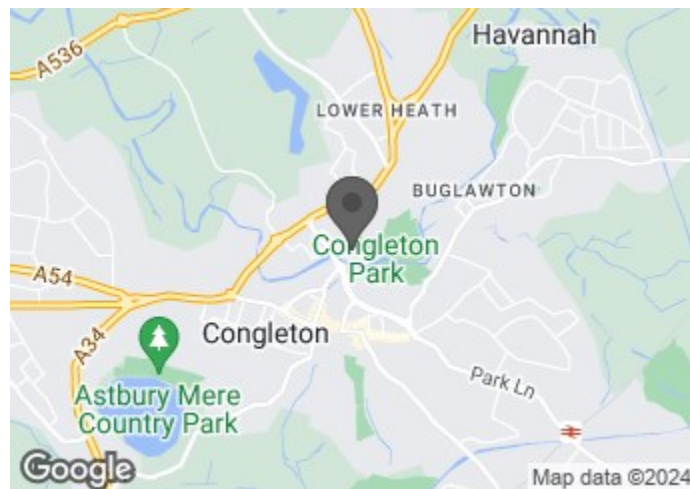 A536
Havannah
LOWER HEATH
BUGLAWTON
Congleton
Park
A54
A34
Congleton
Astbury Mere
Country Park
Park Ln
Google
Map data ©2024